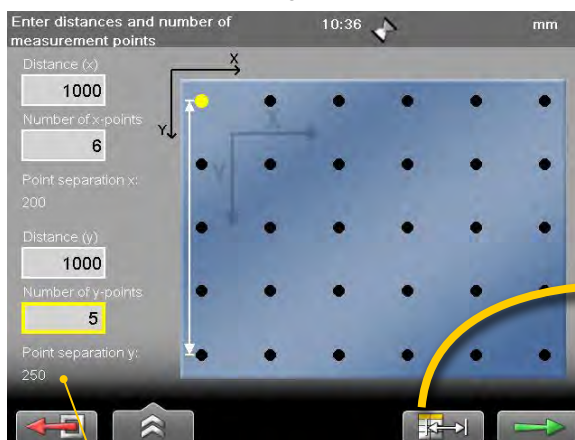 Enter distances and number of
measurement points
10:36
mm
Distance (x)
1000
Number of x-points
6
Point separation x:
200
Distance (y)
1000
Number of y-points
5
Point separation y:
250
X
Y
X
Y